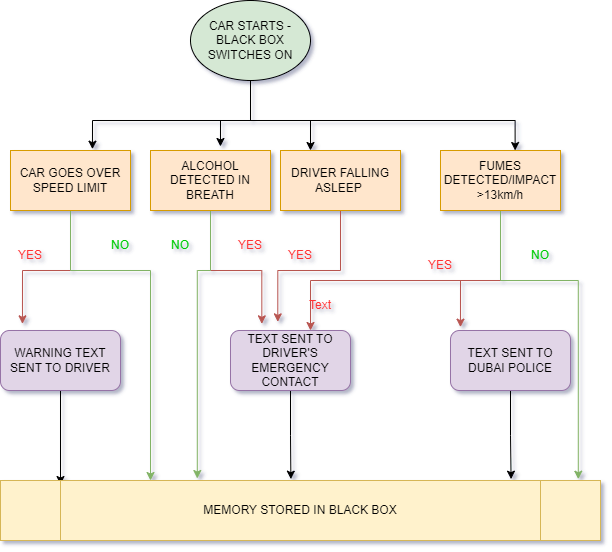 CAR STARTS -
BLACK BOX
SWITCHES ON
CAR GOES OVER
SPEED LIMIT
ALCOHOL
DETECTED IN
BREATH
DRIVER FALLING
ASLEEP
FUMES
DETECTED/IMPACT
>13km/h
YES
NO
NO
YES
YES
YES
NO
Text
WARNING TEXT
SENT TO DRIVER
TEXT SENT TO
DRIVER'S
EMERGENCY
CONTACT
TEXT SENT TO
DUBAI POLICE
MEMORY STORED IN BLACK BOX